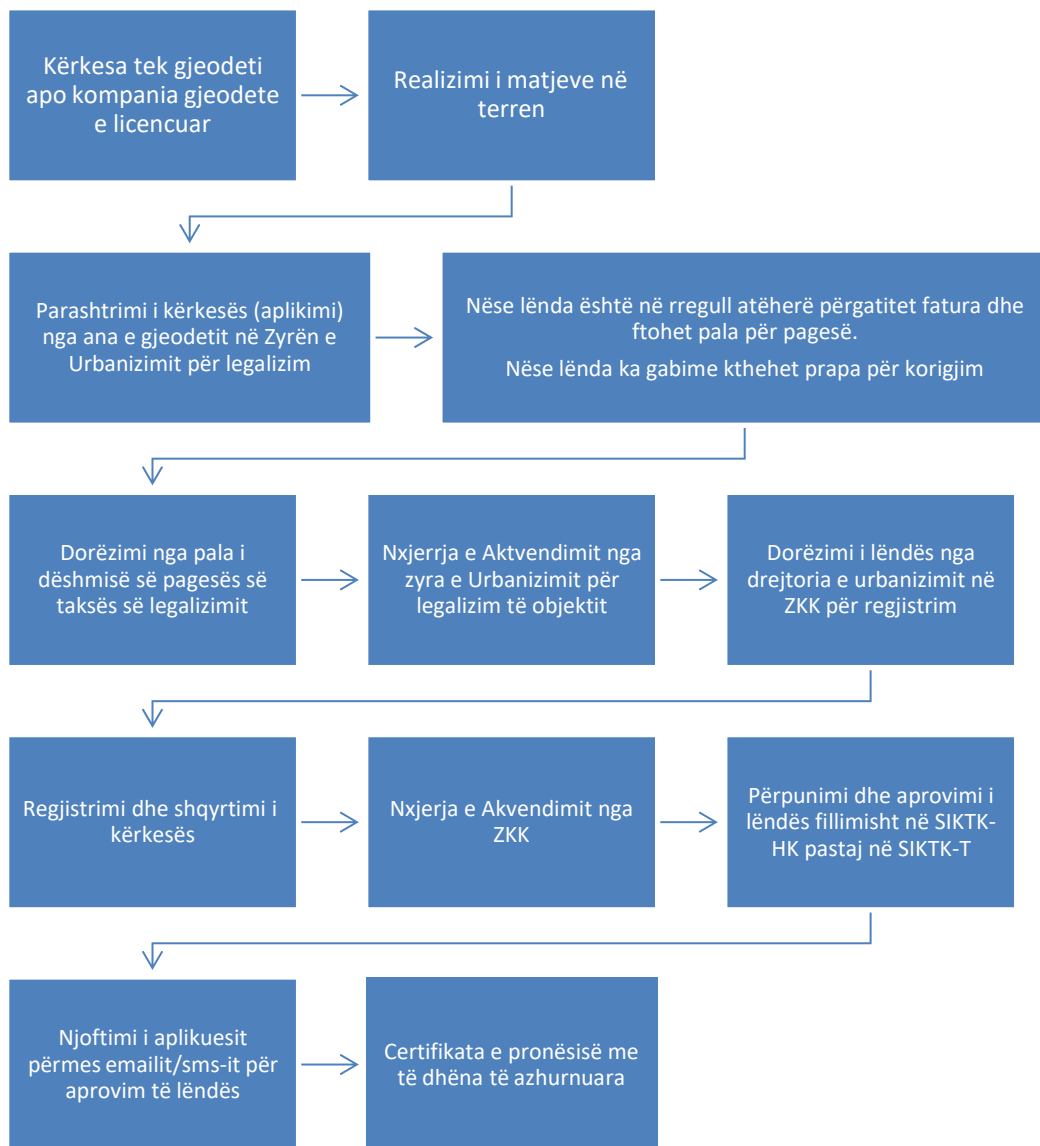 Kërkesa tek gjeodeti
apo kompania gjeodete
e licencuar
Realizimi i matjeve në
terren
Parashtrimi i kërkesës (aplikimi)
nga ana e gjeodetit në Zyrën e
Urbanizimit për legalizim
Nëse lënda është në rregull atëherë përgatitet fatura dhe
ftohet pala për pagesë.
Nëse lënda ka gabime kthehet prapa për korigjim
Dorëzimi nga pala i
dëshmisë së pagesës së
taksës së legalizimit
Nxjerrja e Aktvendimit nga
zyra e Urbanizimit për
legalizim të objektit
Dorëzimi i lëndës nga
drejtoria e urbanizimit në
ZKK për regjistrim
Regjistrimi dhe shqyrtimi i
kërkesës
Nxjerja e Akvendimit nga
ZKK
Përpunimi dhe aprovimi i
lëndës fillimisht në SIKTK-
HK pastaj në SIKTK-T
Njoftimi i aplikuesit
përmes emailit/sms-it për
aprovim të lëndës
Certifikata e pronësisë me
të dhëna të azhurnuara